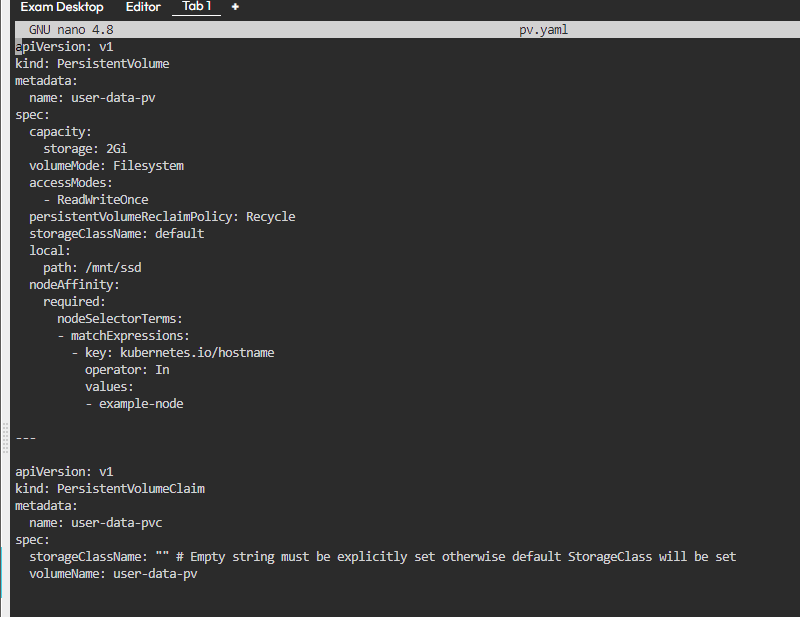 Exam Desktop Editor Tab 1 +
GNU nano 4.8 pv.yaml
apiVersion: v1
kind: PersistentVolume
metadata:
  name: user-data-pv
spec:
  capacity:
    storage: 2Gi
  volumeMode: Filesystem
  accessModes:
    - ReadWriteOnce
  persistentVolumeReclaimPolicy: Recycle
  storageClassName: default
  local:
    path: /mnt/ssd
  nodeAffinity:
    required:
      nodeSelectorTerms:
      - matchExpressions:
        - key: kubernetes.io/hostname
          operator: In
          values:
          - example-node
---
apiVersion: v1
kind: PersistentVolumeClaim
metadata:
  name: user-data-pvc
spec:
  storageClassName: "" # Empty string must be explicitly set otherwise default StorageClass will be set
  volumeName: user-data-pv